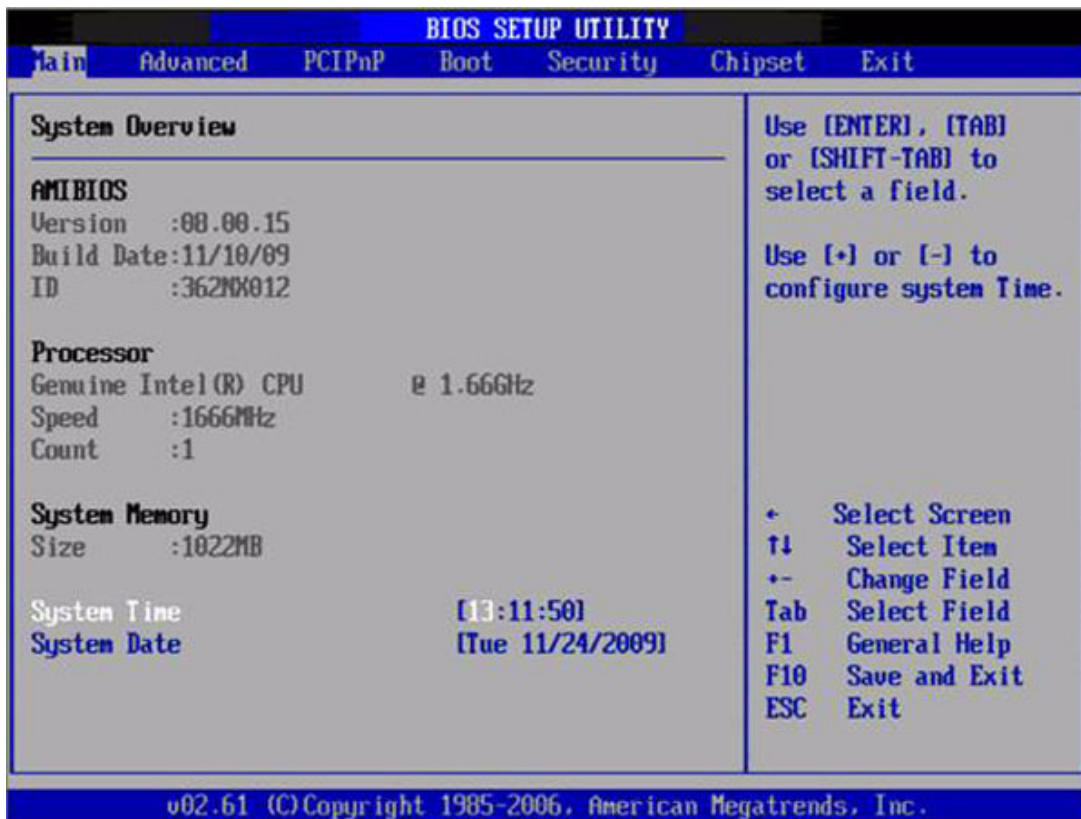 BIOS SETUP UTILITY
Main Advanced PCIPnP Boot Security Chipset Exit
System Overview
AMIBIOS
Version :08.00.15
Build Date:11/10/09
ID :362NX012
Processor
Genuine Intel(R) CPU @ 1.66GHz
Speed :1666MHz
Count :1
System Memory
Size :1022MB
System Time [13:11:50]
System Date [Tue 11/24/2009]
Use [ENTER], [TAB]
or [SHIFT-TAB] to
select a field.
Use [+] or [-] to
configure system Time.
← Select Screen
↑↓ Select Item
+- Change Field
Tab Select Field
F1 General Help
F10 Save and Exit
ESC Exit
v02.61 (C)Copyright 1985-2006, American Megatrends, Inc.